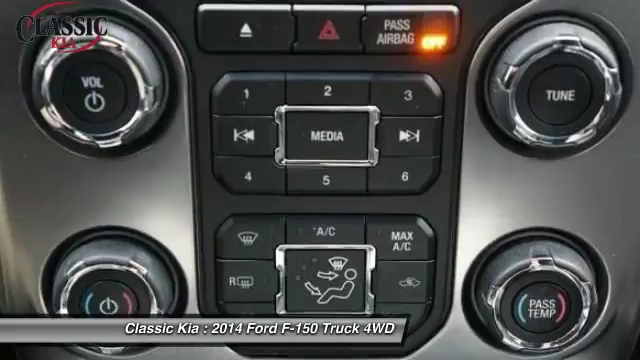 CLASSIC
KIA
PASS
AIRBAG OFF
VOL
TUNE
1 2 3
MEDIA
4 5 6
A/C
MAX
A/C
R
PASS
TEMP
Classic Kia : 2014 Ford F-150 Truck 4WD